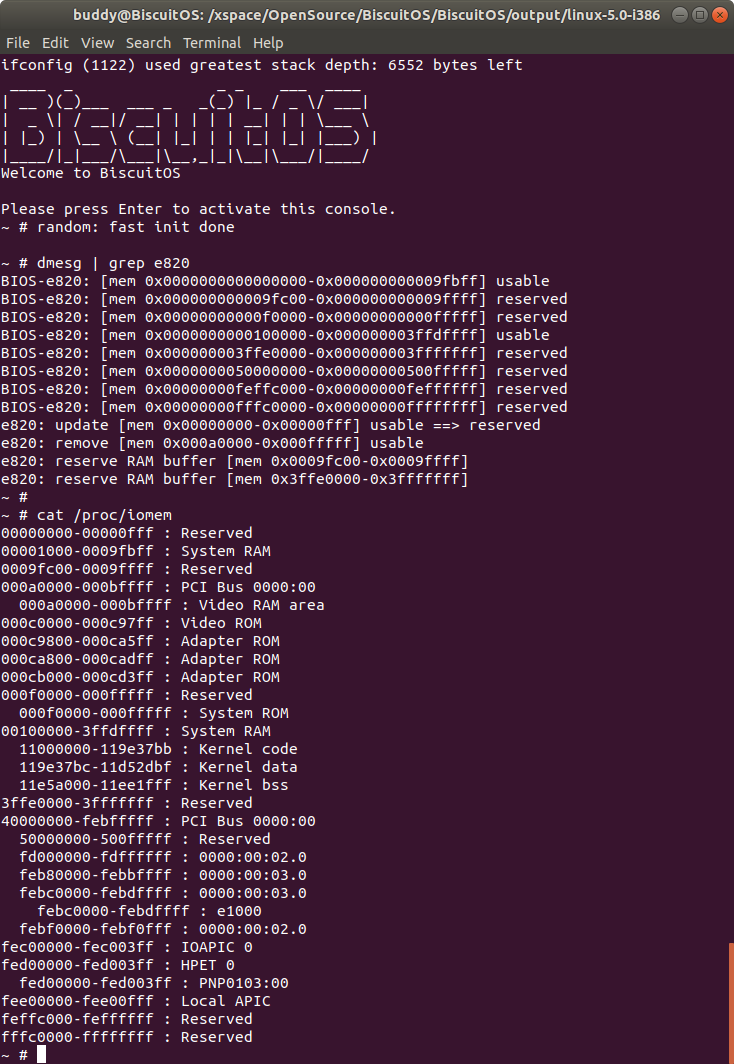 buddy@BiscuitOS: /xspace/OpenSource/BiscuitOS/BiscuitOS/output/linux-5.0-i386
File Edit View Search Terminal Help
ifconfig (1122) used greatest stack depth: 6552 bytes left
 ____  _                _ _    ___  ____
| __ )(_)___  ___ _   _(_) |_ / _ \/ ___|
|  _ \| / __|/ __| | | | | __| | | \___ \
| |_) | \__ \ (__| |_| | | |_| |_| |___) |
|____/|_|___/\___|\__,_|_|\__|\___/|____/
Welcome to BiscuitOS
Please press Enter to activate this console.
~ # random: fast init done
~ # dmesg | grep e820
BIOS-e820: [mem 0x0000000000000000-0x000000000009fbff] usable
BIOS-e820: [mem 0x000000000009fc00-0x000000000009ffff] reserved
BIOS-e820: [mem 0x00000000000f0000-0x00000000000fffff] reserved
BIOS-e820: [mem 0x0000000000100000-0x000000003ffdffff] usable
BIOS-e820: [mem 0x000000003ffe0000-0x000000003fffffff] reserved
BIOS-e820: [mem 0x0000000050000000-0x00000000500fffff] reserved
BIOS-e820: [mem 0x00000000feffc000-0x00000000feffffff] reserved
BIOS-e820: [mem 0x00000000fffc0000-0x00000000ffffffff] reserved
e820: update [mem 0x00000000-0x00000fff] usable ==> reserved
e820: remove [mem 0x000a0000-0x000fffff] usable
e820: reserve RAM buffer [mem 0x0009fc00-0x0009ffff]
e820: reserve RAM buffer [mem 0x3ffe0000-0x3fffffff]
~ #
~ # cat /proc/iomem
00000000-00000fff : Reserved
00001000-0009fbff : System RAM
0009fc00-0009ffff : Reserved
000a0000-000bffff : PCI Bus 0000:00
  000a0000-000bffff : Video RAM area
000c0000-000c97ff : Video ROM
000c9800-000ca5ff : Adapter ROM
000ca800-000cadff : Adapter ROM
000cb000-000cd3ff : Adapter ROM
000f0000-000fffff : Reserved
  000f0000-000fffff : System ROM
00100000-3ffdffff : System RAM
  11000000-119e37bb : Kernel code
  119e37bc-11d52dbf : Kernel data
  11e5a000-11ee1fff : Kernel bss
3ffe0000-3fffffff : Reserved
40000000-febfffff : PCI Bus 0000:00
  50000000-500fffff : Reserved
  fd000000-fdffffff : 0000:00:02.0
  feb80000-febbffff : 0000:00:03.0
  febc0000-febdffff : 0000:00:03.0
    febc0000-febdffff : e1000
  febf0000-febf0fff : 0000:00:02.0
fec00000-fec003ff : IOAPIC 0
fed00000-fed003ff : HPET 0
  fed00000-fed003ff : PNP0103:00
fee00000-fee00fff : Local APIC
feffc000-feffffff : Reserved
fffc0000-ffffffff : Reserved
~ #